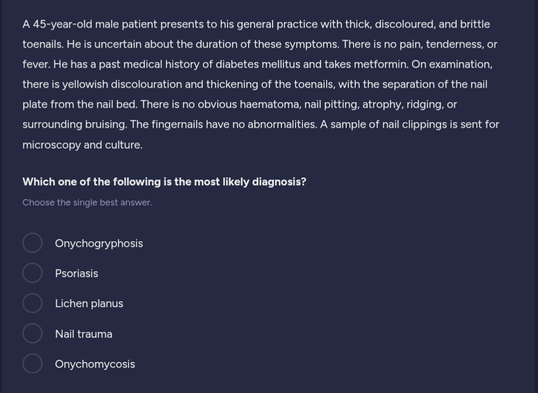 A 45-year-old male patient presents to his general practice with thick, discoloured, and brittle
toenails. He is uncertain about the duration of these symptoms. There is no pain, tenderness, or
fever. He has a past medical history of diabetes mellitus and takes metformin. On examination,
there is yellowish discolouration and thickening of the toenails, with the separation of the nail
plate from the nail bed. There is no obvious haematoma, nail pitting, atrophy, ridging, or
surrounding bruising. The fingernails have no abnormalities. A sample of nail clippings is sent for
microscopy and culture.
Which one of the following is the most likely diagnosis?
Choose the single best answer.
Onychogryphosis
Psoriasis
Lichen planus
Nail trauma
Onychomycosis